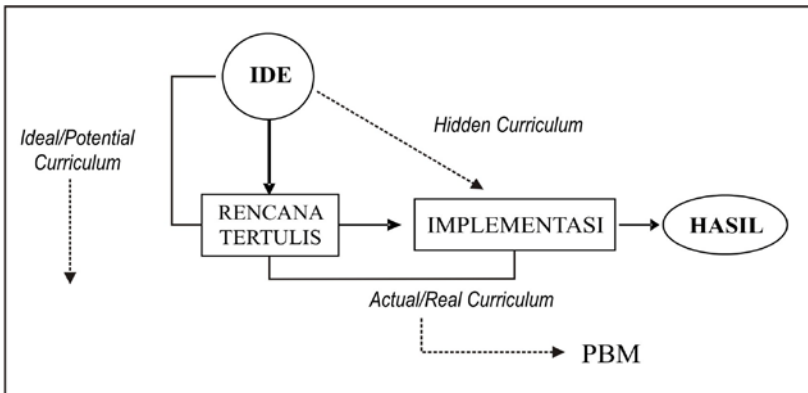 IDE
Ideal/Potential
Curriculum
Hidden Curriculum
RENCANA
TERTULIS
IMPLEMENTASI
HASIL
Actual/Real Curriculum
PBM